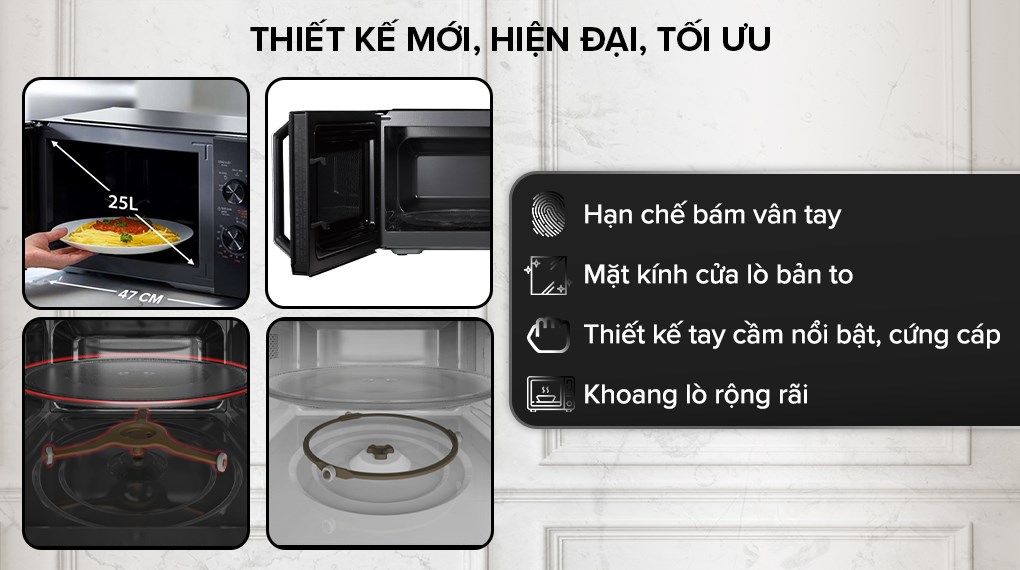 THIẾT KẾ MỚI, HIỆN ĐẠI, TỐI ƯU
25L
47 CM
Hạn chế bám vân tay
Mặt kính cửa lò bản to
Thiết kế tay cầm nổi bật, cứng cáp
Khoang lò rộng rãi